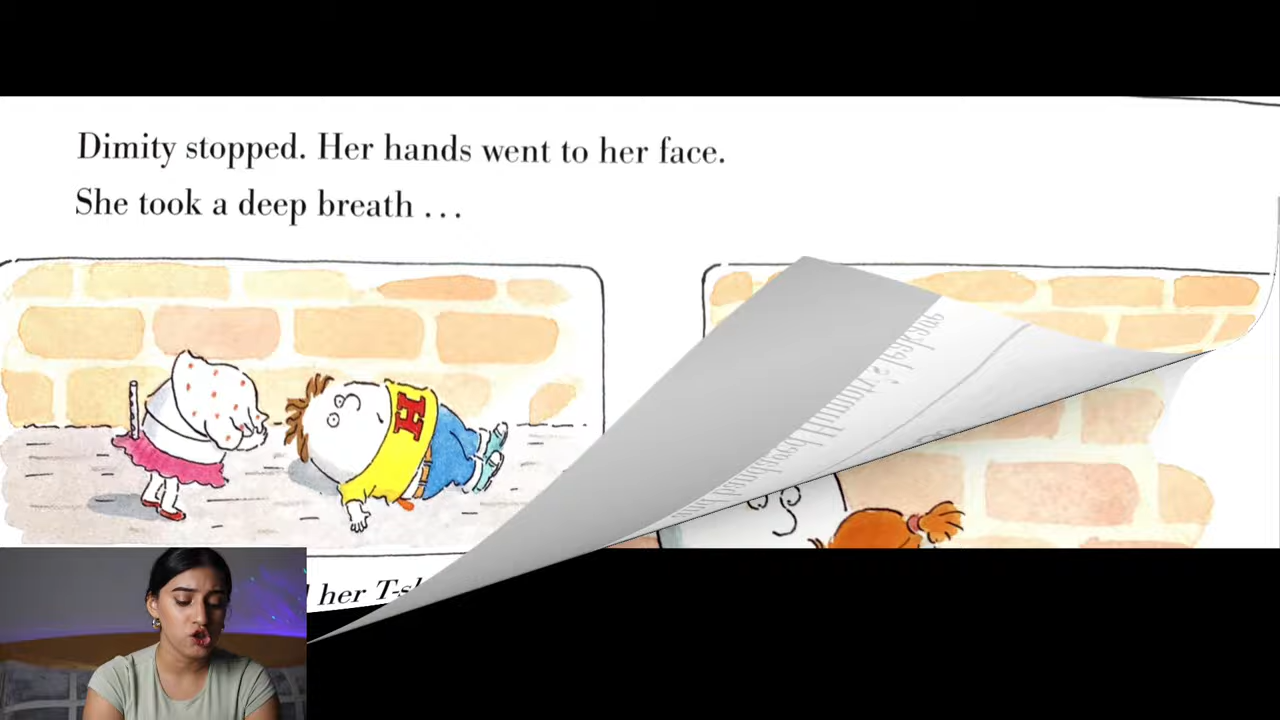 Dimity stopped. Her hands went to her face.
She took a deep breath . . .
H
her